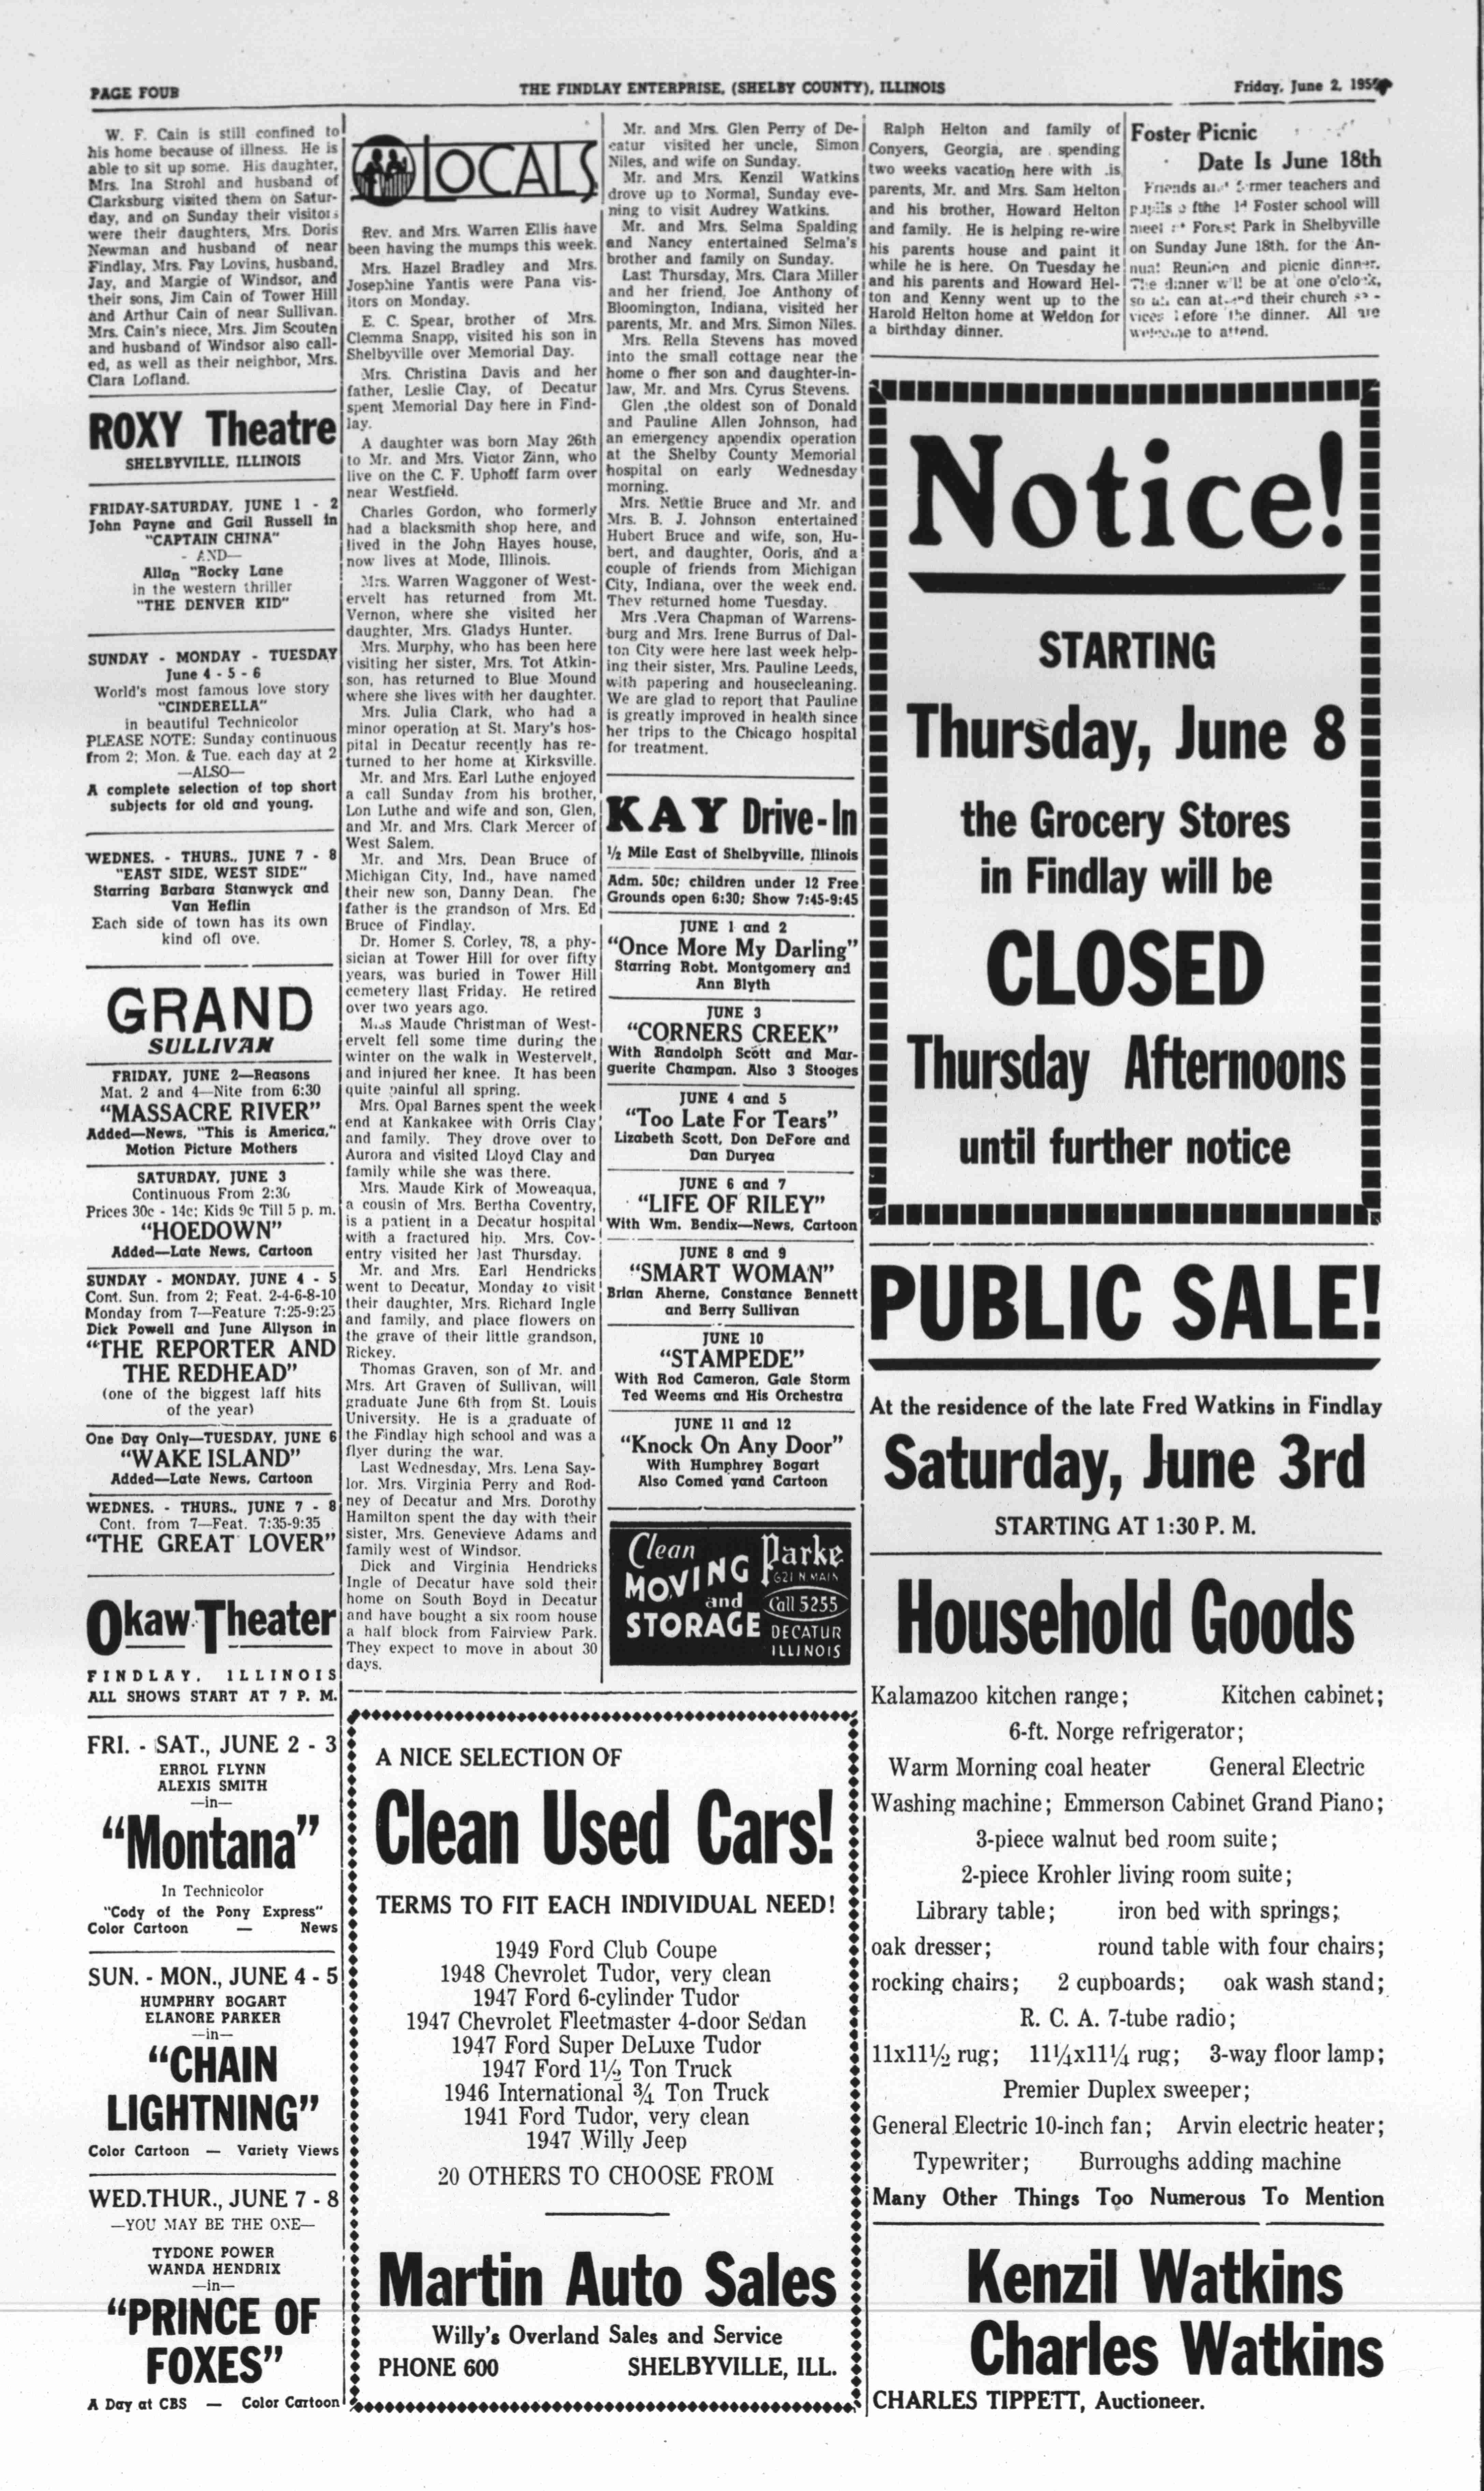 PAGE FOUR
THE FINDLAY ENTERPRISE, (SHELBY COUNTY), ILLINOIS
Friday, June 2, 195
W. F. Cain is still confined to
his home because of illness. He is
able to sit up some. His daughter,
Mrs. Ina Strohl and husband of
Clarksburg visited them on Satur-
day, and on Sunday their visitors
were their daughters, Mrs. Doris
Newman and husband of near
Findlay, Mrs. Fay Lovins, husband,
Jay, and Margie of Windsor, and
their sons, Jim Cain of Tower Hill
and Arthur Cain of near Sullivan.
Mrs. Cain's niece, Mrs. Jim Scouten
and husband of Windsor also call-
ed, as well as their neighbor, Mrs.
Clara Lofland.
ROXY Theatre
SHELBYVILLE, ILLINOIS
FRIDAY-SATURDAY, JUNE 1 - 2
John Payne and Gail Russell in
"CAPTAIN CHINA"
- AND—
Allan "Rocky Lane
in the western thriller
"THE DENVER KID"
SUNDAY - MONDAY - TUESDAY
June 4 - 5 - 6
World's most famous love story
"CINDERELLA"
in beautiful Technicolor
PLEASE NOTE: Sunday continuous
from 2; Mon. & Tue. each day at 2
—ALSO—
A complete selection of top short
subjects for old and young.
WEDNES. - THURS., JUNE 7 - 8
"EAST SIDE, WEST SIDE"
Starring Barbara Stanwyck and
Van Heflin
Each side of town has its own
kind ofl ove.
GRAND
SULLIVAN
FRIDAY, JUNE 2—Reasons
Mat. 2 and 4—Nite from 6:30
"MASSACRE RIVER"
Added—News, "This is America,"
Motion Picture Mothers
SATURDAY, JUNE 3
Continuous From 2:30
Prices 30c - 14c; Kids 9c Till 5 p. m.
"HOEDOWN"
Added—Late News, Cartoon
SUNDAY - MONDAY, JUNE 4 - 5
Cont. Sun. from 2; Feat. 2-4-6-8-10
Monday from 7—Feature 7:25-9:25
Dick Powell and June Allyson in
"THE REPORTER AND
THE REDHEAD"
(one of the biggest laff hits
of the year)
One Day Only—TUESDAY, JUNE 6
"WAKE ISLAND"
Added—Late News, Cartoon
WEDNES. - THURS., JUNE 7 - 8
Cont. from 7—Feat. 7:35-9:35
"THE GREAT LOVER"
Okaw Theater
FINDLAY, ILLINOIS
ALL SHOWS START AT 7 P. M.
FRI. - SAT., JUNE 2 - 3
ERROL FLYNN
ALEXIS SMITH
—in—
"Montana"
In Technicolor
"Cody of the Pony Express"
Color Cartoon — News
SUN. - MON., JUNE 4 - 5
HUMPHRY BOGART
ELANORE PARKER
—in—
"CHAIN
LIGHTNING"
Color Cartoon — Variety Views
WED.THUR., JUNE 7 - 8
—YOU MAY BE THE ONE—
TYDONE POWER
WANDA HENDRIX
—in—
"PRINCE OF
FOXES"
A Day at CBS — Color Cartoon
LOCALS
Rev. and Mrs. Warren Ellis have
been having the mumps this week.
Mrs. Hazel Bradley and Mrs.
Josephine Yantis were Pana vis-
itors on Monday.
E. C. Spear, brother of Mrs.
Clemma Snapp, visited his son in
Shelbyville over Memorial Day.
Mrs. Christina Davis and her
father, Leslie Clay, of Decatur
spent Memorial Day here in Find-
lay.
A daughter was born May 26th
to Mr. and Mrs. Victor Zinn, who
live on the C. F. Uphoff farm over
near Westfield.
Charles Gordon, who formerly
had a blacksmith shop here, and
lived in the John Hayes house,
now lives at Mode, Illinois.
Mrs. Warren Waggoner of West-
ervelt has returned from Mt.
Vernon, where she visited her
daughter, Mrs. Gladys Hunter.
Mrs. Murphy, who has been here
visiting her sister, Mrs. Tot Atkin-
son, has returned to Blue Mound
where she lives with her daughter.
Mrs. Julia Clark, who had a
minor operation at St. Mary's hos-
pital in Decatur recently has re-
turned to her home at Kirksville.
Mr. and Mrs. Earl Luthe enjoyed
a call Sunday from his brother,
Lon Luthe and wife and son, Glen,
and Mr. and Mrs. Clark Mercer of
West Salem.
Mr. and Mrs. Dean Bruce of
Michigan City, Ind., have named
their new son, Danny Dean. The
father is the grandson of Mrs. Ed
Bruce of Findlay.
Dr. Homer S. Corley, 78, a phy-
sician at Tower Hill for over fifty
years, was buried in Tower Hill
cemetery llast Friday. He retired
over two years ago.
Miss Maude Christman of West-
ervelt fell some time during the
winter on the walk in Westervelt,
and injured her knee. It has been
quite painful all spring.
Mrs. Opal Barnes spent the week
end at Kankakee with Orris Clay
and family. They drove over to
Aurora and visited Lloyd Clay and
family while she was there.
Mrs. Maude Kirk of Moweaqua,
a cousin of Mrs. Bertha Coventry,
is a patient in a Decatur hospital
with a fractured hip. Mrs. Cov-
entry visited her last Thursday.
Mr. and Mrs. Earl Hendricks
went to Decatur, Monday to visit
their daughter, Mrs. Richard Ingle
and family, and place flowers on
the grave of their little grandson,
Rickey.
Thomas Graven, son of Mr. and
Mrs. Art Graven of Sullivan, will
graduate June 6th from St. Louis
University. He is a graduate of
the Findlay high school and was a
flyer during the war.
Last Wednesday, Mrs. Lena Say-
lor, Mrs. Virginia Perry and Rod-
ney of Decatur and Mrs. Dorothy
Hamilton spent the day with their
sister, Mrs. Genevieve Adams and
family west of Windsor.
Dick and Virginia Hendricks
Ingle of Decatur have sold their
home on South Boyd in Decatur
and have bought a six room house
a half block from Fairview Park.
They expect to move in about 30
days.
Mr. and Mrs. Glen Perry of De-
catur visited her uncle, Simon
Niles, and wife on Sunday.
Mr. and Mrs. Kenzil Watkins
drove up to Normal, Sunday eve-
ning to visit Audrey Watkins.
Mr. and Mrs. Selma Spalding
and Nancy entertained Selma's
brother and family on Sunday.
Last Thursday, Mrs. Clara Miller
and her friend, Joe Anthony of
Bloomington, Indiana, visited her
parents, Mr. and Mrs. Simon Niles.
Mrs. Rella Stevens has moved
into the small cottage near the
home o fher son and daughter-in-
law, Mr. and Mrs. Cyrus Stevens.
Glen ,the oldest son of Donald
and Pauline Allen Johnson, had
an emergency appendix operation
at the Shelby County Memorial
hospital on early Wednesday
morning.
Mrs. Nettie Bruce and Mr. and
Mrs. B. J. Johnson entertained
Hubert Bruce and wife, son, Hu-
bert, and daughter, Ooris, and a
couple of friends from Michigan
City, Indiana, over the week end.
They returned home Tuesday.
Mrs .Vera Chapman of Warrens-
burg and Mrs. Irene Burrus of Dal-
ton City were here last week help-
ing their sister, Mrs. Pauline Leeds,
with papering and housecleaning.
We are glad to report that Pauline
is greatly improved in health since
her trips to the Chicago hospital
for treatment.
KAY Drive-In
½ Mile East of Shelbyville, Illinois
Adm. 50c; children under 12 Free
Grounds open 6:30; Show 7:45-9:45
JUNE 1 and 2
"Once More My Darling"
Starring Robt. Montgomery and
Ann Blyth
JUNE 3
"CORNERS CREEK"
With Randolph Scott and Mar-
guerite Champan. Also 3 Stooges
JUNE 4 and 5
"Too Late For Tears"
Lizabeth Scott, Don DeFore and
Dan Duryea
JUNE 6 and 7
"LIFE OF RILEY"
With Wm. Bendix—News, Cartoon
JUNE 8 and 9
"SMART WOMAN"
Brian Aherne, Constance Bennett
and Berry Sullivan
JUNE 10
"STAMPEDE"
With Rod Cameron, Gale Storm
Ted Weems and His Orchestra
JUNE 11 and 12
"Knock On Any Door"
With Humphrey Bogart
Also Comed yand Cartoon
Clean
MOVING
and
STORAGE
Parke
621 N. MAIN
Call 5255
DECATUR
ILLINOIS
A NICE SELECTION OF
Clean Used Cars!
TERMS TO FIT EACH INDIVIDUAL NEED!
1949 Ford Club Coupe
1948 Chevrolet Tudor, very clean
1947 Ford 6-cylinder Tudor
1947 Chevrolet Fleetmaster 4-door Sedan
1947 Ford Super DeLuxe Tudor
1947 Ford 1½ Ton Truck
1946 International ¾ Ton Truck
1941 Ford Tudor, very clean
1947 Willy Jeep
20 OTHERS TO CHOOSE FROM
Martin Auto Sales
Willy's Overland Sales and Service
PHONE 600 SHELBYVILLE, ILL.
Ralph Helton and family of
Conyers, Georgia, are spending
two weeks vacation here with .is
parents, Mr. and Mrs. Sam Helton
and his brother, Howard Helton
and family. He is helping re-wire
his parents house and paint it
while he is here. On Tuesday he
and his parents and Howard Hel-
ton and Kenny went up to the
Harold Helton home at Weldon for
a birthday dinner.
Foster Picnic
Date Is June 18th
Friends and former teachers and
pupils o fthe Foster school will
meet at Forest Park in Shelbyville
on Sunday June 18th. for the An-
nual Reunion and picnic dinner.
The dinner will be at one o'clock,
so all can attend their church
vices before the dinner. All are
welcome to attend.
Notice!
STARTING
Thursday, June 8
the Grocery Stores
in Findlay will be
CLOSED
Thursday Afternoons
until further notice
PUBLIC SALE!
At the residence of the late Fred Watkins in Findlay
Saturday, June 3rd
STARTING AT 1:30 P. M.
Household Goods
Kalamazoo kitchen range; Kitchen cabinet;
6-ft. Norge refrigerator;
Warm Morning coal heater General Electric
Washing machine; Emmerson Cabinet Grand Piano;
3-piece walnut bed room suite;
2-piece Krohler living room suite;
Library table; iron bed with springs;
oak dresser; round table with four chairs;
rocking chairs; 2 cupboards; oak wash stand;
R. C. A. 7-tube radio;
11x11½ rug; 11¼x11¼ rug; 3-way floor lamp;
Premier Duplex sweeper;
General Electric 10-inch fan; Arvin electric heater;
Typewriter; Burroughs adding machine
Many Other Things Too Numerous To Mention
Kenzil Watkins
Charles Watkins
CHARLES TIPPETT, Auctioneer.